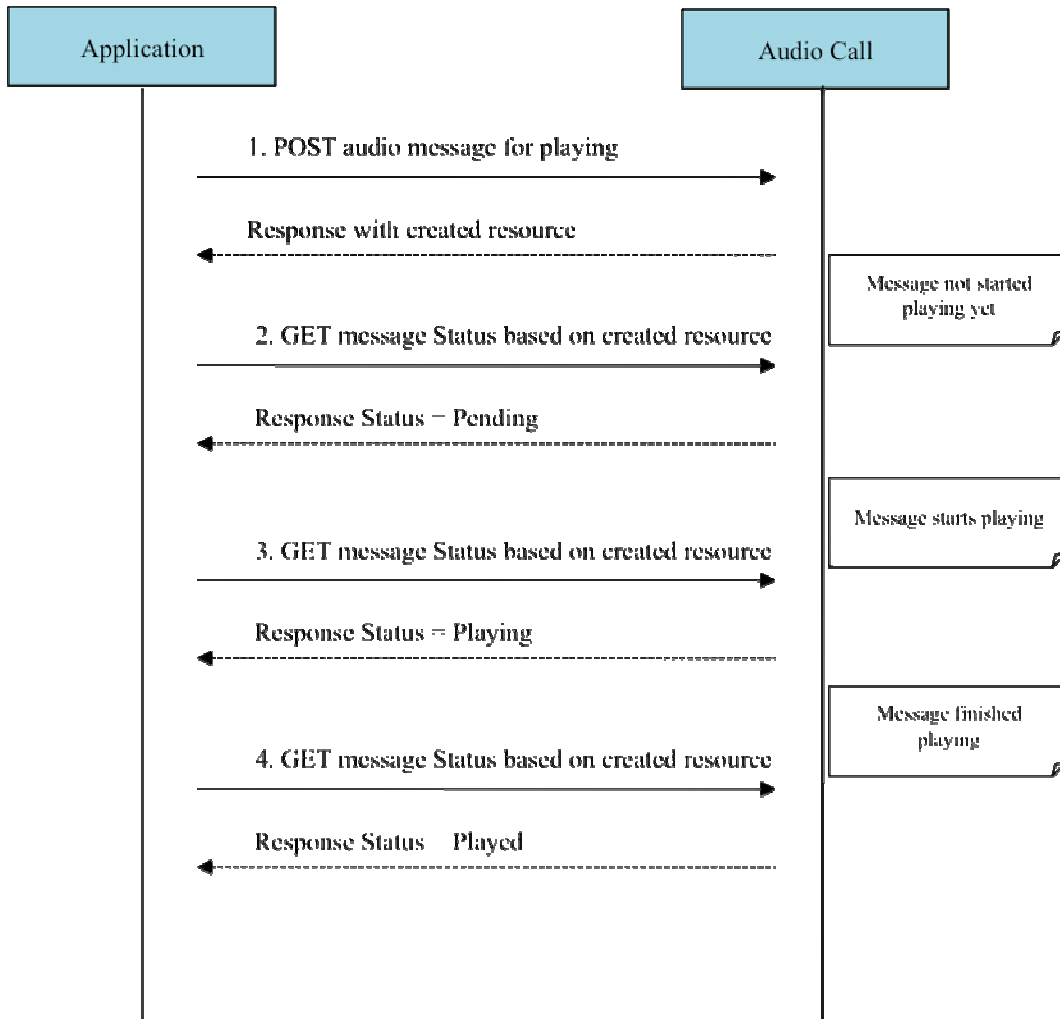 Application
Audio Call
1. POST audio message for playing
Response with created resource
Message not started
playing yet
2. GET message Status based on created resource
Response Status = Pending
Message starts playing
3. GET message Status based on created resource
Response Status = Playing
Message finished
playing
4. GET message Status based on created resource
Response Status Played